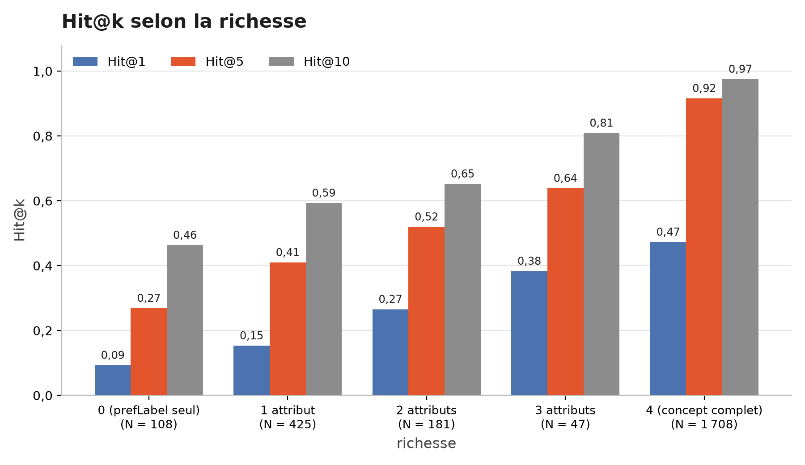 Hit@k selon la richesse
Hit@1 Hit@5 Hit@10
Hit@k
1,0
0,8
0,6
0,4
0,2
0,0
0,09 0,27 0,46
0,15 0,41 0,59
0,27 0,52 0,65
0,38 0,64 0,81
0,47 0,92 0,97
0 (prefLabel seul)
(N = 108)
1 attribut
(N = 425)
2 attributs
(N = 181)
3 attributs
(N = 47)
4 (concept complet)
(N = 1 708)
richesse